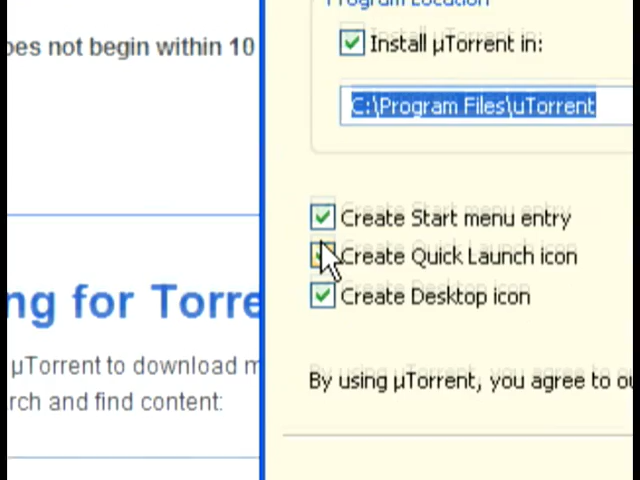 Program Location
oes not begin within 10
Install µTorrent in:
C:\Program Files\uTorrent
Create Start menu entry
Create Quick Launch icon
ng for Torre
Create Desktop icon
µTorrent to download m
By using µTorrent, you agree to ou
rch and find content: